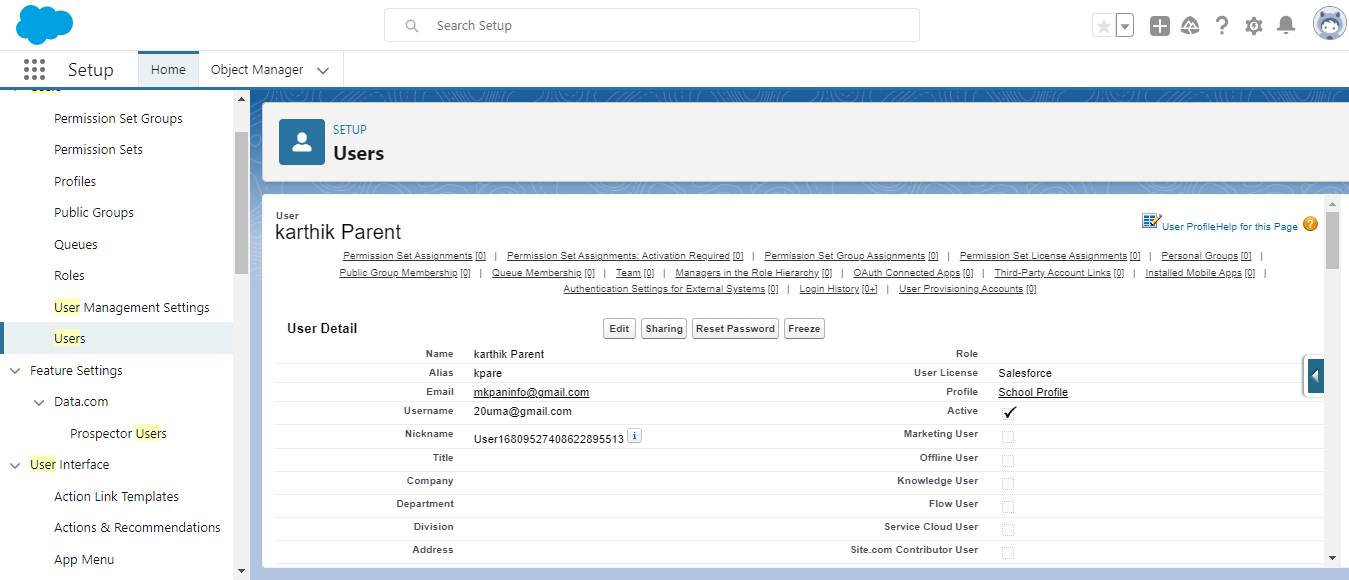 Search Setup
Setup
Home
Object Manager
Permission Set Groups
Permission Sets
Profiles
Public Groups
Queues
Roles
User Management Settings
Users
Feature Settings
Data.com
Prospector Users
User Interface
Action Link Templates
Actions & Recommendations
App Menu
SETUP
Users
User
karthik Parent
User Profile Help for this Page ?
Permission Set Assignments [0] | Permission Set Assignments: Activation Required [0] | Permission Set Group Assignments [0] | Permission Set License Assignments [0] | Personal Groups [0] |
Public Group Membership [0] | Queue Membership [0] | Team [0] | Managers in the Role Hierarchy [0] | OAuth Connected Apps [0] | Third-Party Account Links [0] | Installed Mobile Apps [0] |
Authentication Settings for External Systems [0] | Login History [0+] | User Provisioning Accounts [0]
User Detail
Edit Sharing Reset Password Freeze
Name karthik Parent Role
Alias kpare User License Salesforce
Email mkpaninfo@gmail.com Profile School Profile
Username 20uma@gmail.com Active ✓
Nickname User16809527408622895513 i Marketing User
Title Offline User
Company Knowledge User
Department Flow User
Division Service Cloud User
Address Site.com Contributor User